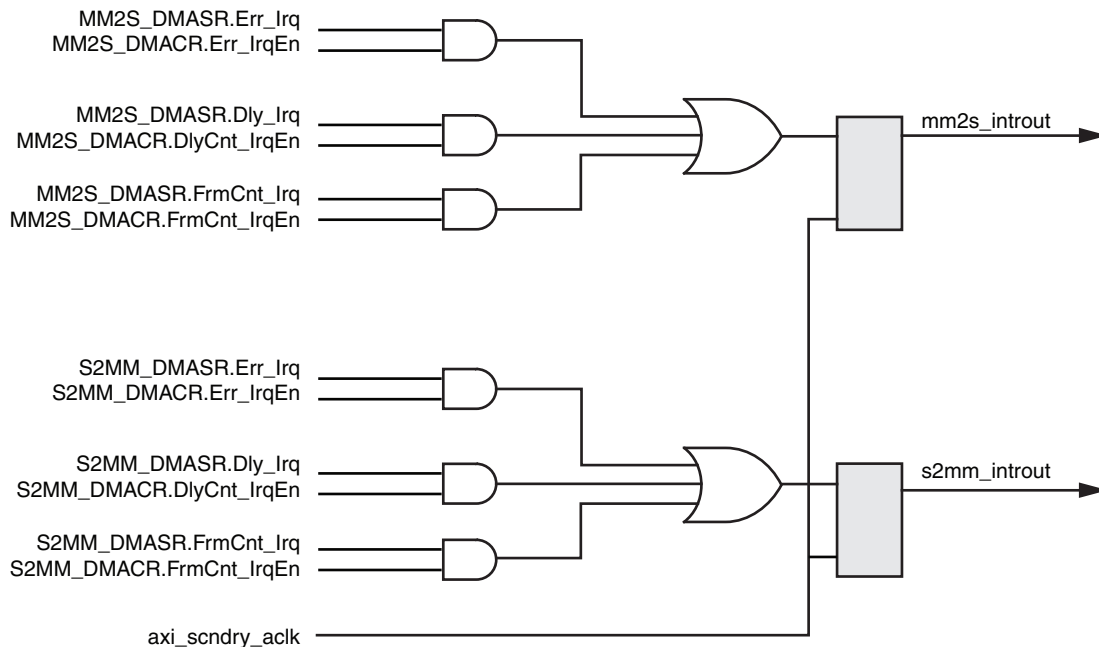 MM2S_DMASR.Err_Irq
MM2S_DMACR.Err_IrqEn
MM2S_DMASR.Dly_Irq
MM2S_DMACR.DlyCnt_IrqEn
mm2s_introut
MM2S_DMASR.FrmCnt_Irq
MM2S_DMACR.FrmCnt_IrqEn
S2MM_DMASR.Err_Irq
S2MM_DMACR.Err_IrqEn
S2MM_DMASR.Dly_Irq
S2MM_DMACR.DlyCnt_IrqEn
s2mm_introut
S2MM_DMASR.FrmCnt_Irq
S2MM_DMACR.FrmCnt_IrqEn
axi_scndry_aclk